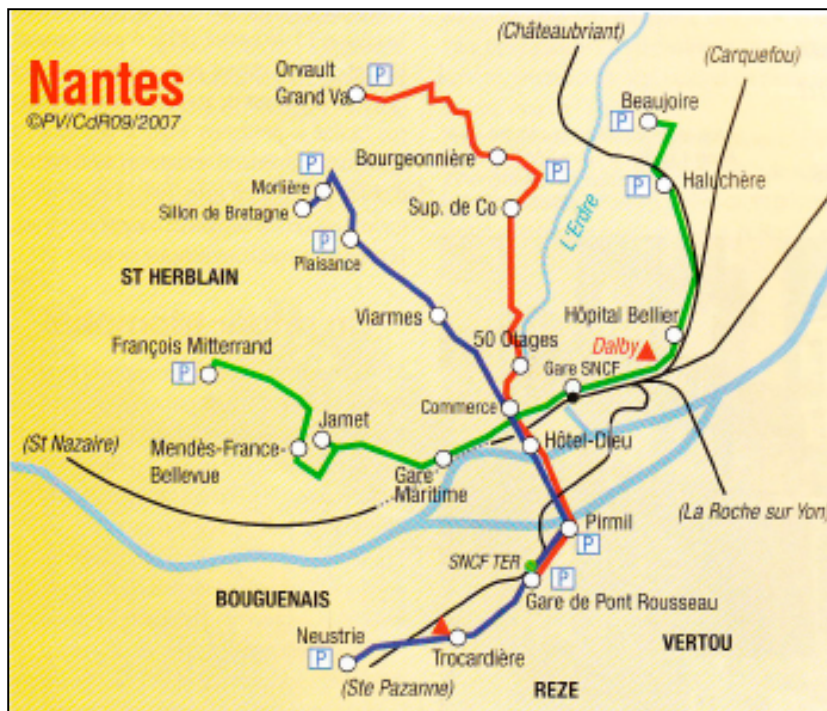 Nantes
©PV/CdR09/2007
(Châteaubriant)
(Carquefou)
Orvault
Grand Val
P
Beaujoire
P
Bourgeonnière
P
P
Haluchère
P
Morlière
Sillon de Bretagne
Sup. de Co
L'Erdre
P
Plaisance
ST HERBLAIN
Viarmes
Hôpital Bellier
50 Otages
Dalby
François Mitterrand
P
Gare SNCF
Commerce
Jamet
(St Nazaire)
Mendès-France-
Bellevue
Hôtel-Dieu
Gare
Maritime
(La Roche sur Yon)
Pirmil
P
SNCF TER
P
BOUGUENAIS
Gare de Pont Rousseau
Neustrie
P
VERTOU
Trocardière
(Ste Pazanne)
REZE